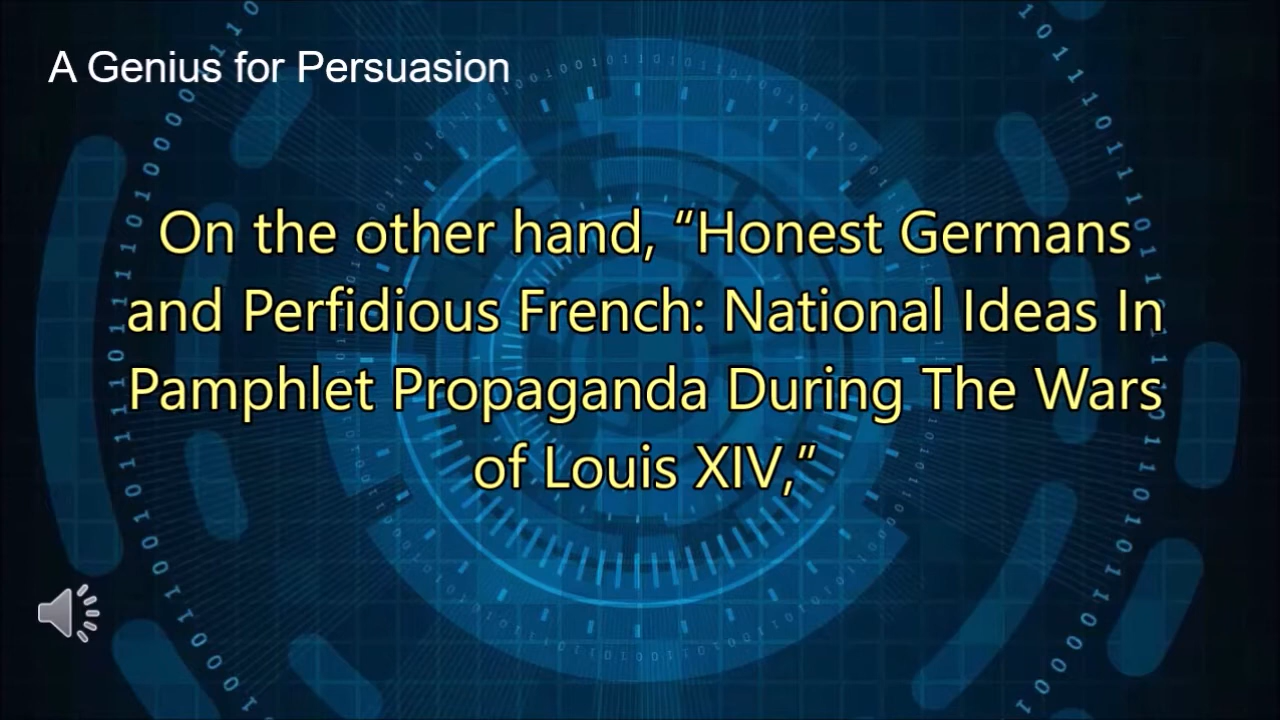 A Genius for Persuasion
On the other hand, “Honest Germans
and Perfidious French: National Ideas In
Pamphlet Propaganda During The Wars
of Louis XIV,”